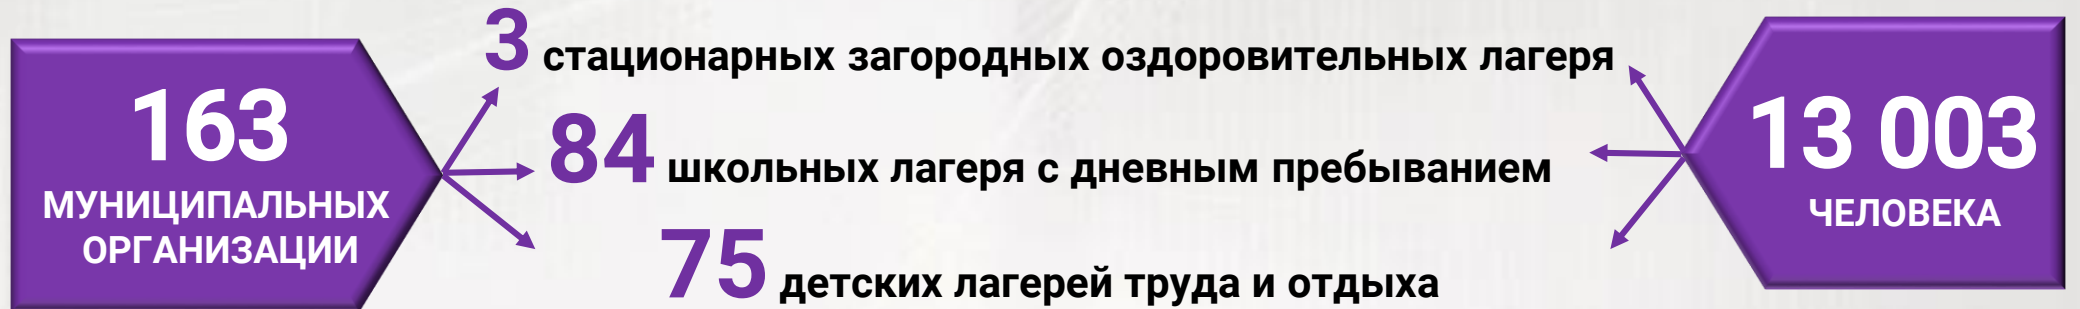 163
МУНИЦИПАЛЬНЫХ
ОРГАНИЗАЦИИ
3 стационарных загородных оздоровительных лагеря
84 школьных лагеря с дневным пребыванием
75 детских лагерей труда и отдыха
13 003
ЧЕЛОВЕКА